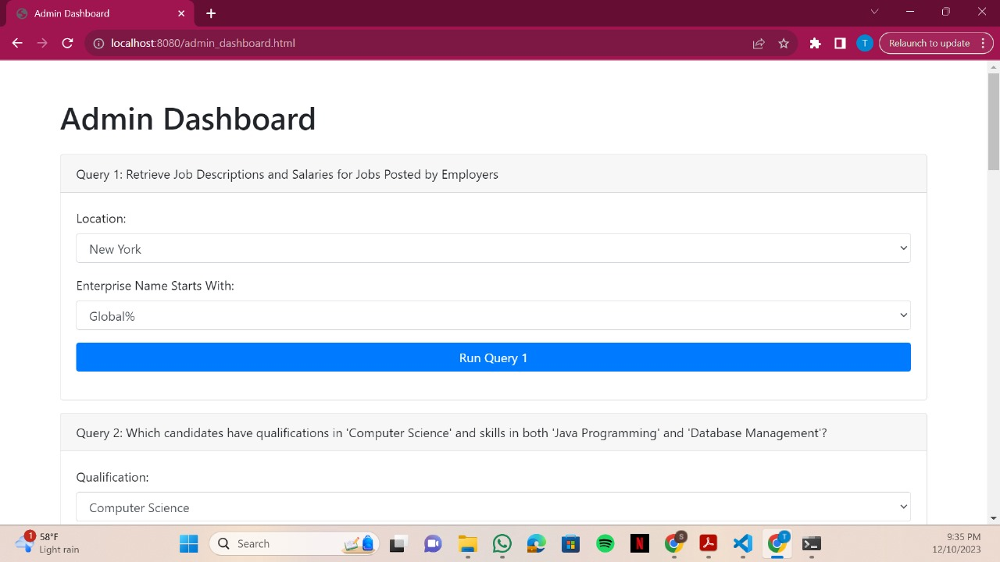 Admin Dashboard
localhost:8080/admin_dashboard.html
T
Relaunch to update
Admin Dashboard
Query 1: Retrieve Job Descriptions and Salaries for Jobs Posted by Employers
Location:
New York
Enterprise Name Starts With:
Global%
Run Query 1
Query 2: Which candidates have qualifications in 'Computer Science' and skills in both 'Java Programming' and 'Database Management'?
Qualification:
Computer Science
1
58°F
Light rain
Search
N
S
T
9:35 PM
12/10/2023